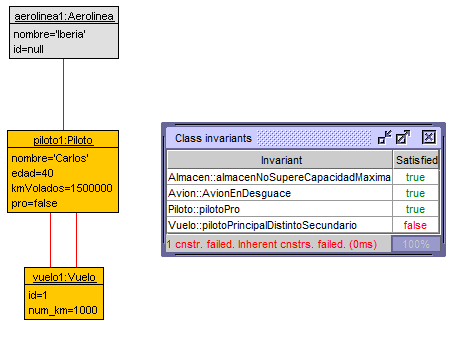 aerolinea1:Aerolinea
nombre='Iberia'
id=null
piloto1:Piloto
nombre='Carlos'
edad=40
kmVolados=1500000
pro=false
vuelo1:Vuelo
id=1
num_km=1000
Class invariants
Invariant Satisfied
Almacen::almacenNoSupereCapacidadMaxima true
Avion::AvionEnDesguace true
Piloto::pilotoPro true
Vuelo::pilotoPrincipalDistintoSecundario false
1 cnstr. failed. Inherent cnstrs. failed. (0ms) 100%